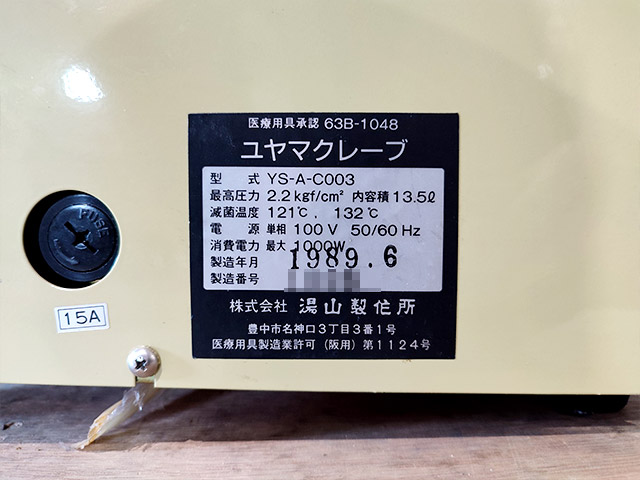 医療用具承認 63B-1048
ユヤマクレーブ
型 式 YS-A-C003
最高圧力 2.2kgf/cm² 内容積 13.5ℓ
滅菌温度 121℃ . 132℃
電 源 単相 100V 50/60Hz
消費電力 最大 1000W
製造年月 1989.6
製造番号
株式会社 湯山製作所
豊中市名神口3丁目3番1号
医療用具製造業許可(阪用)第1124号
FUSE
15A